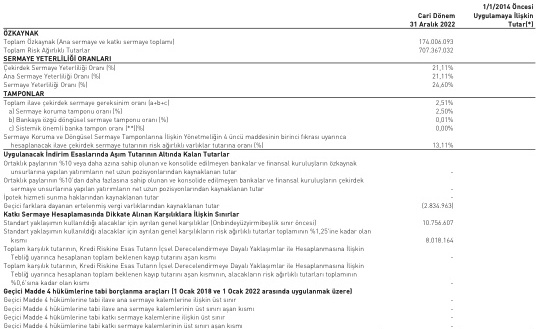 1/1/2014 Öncesi
Cari Dönem Uygulamaya İlişkin
31 Aralık 2022 Tutar(*)
ÖZKAYNAK
Toplam Özkaynak (Ana sermaye ve katkı sermaye toplamı) 174.006.093
Toplam Risk Ağırlıklı Tutarlar 707.367.032
SERMAYE YETERLİLİĞİ ORANLARI
Çekirdek Sermaye Yeterliliği Oranı (%) 21,11%
Ana Sermaye Yeterliliği Oranı (%) 21,11%
Sermaye Yeterliliği Oranı (%) 24,60%
TAMPONLAR
Toplam ilave çekirdek sermaye gereksinim oranı (a+b+c) 2,51%
a) Sermaye koruma tamponu oranı (%) 2,50%
b) Bankaya özgü döngüsel sermaye tamponu oranı (%) 0,01%
c) Sistemik önemli banka tampon oranı (**)(%) 0,00%
Sermaye Koruma ve Döngüsel Sermaye Tamponlarına İlişkin Yönetmeliğin 4 üncü maddesinin birinci fıkrası uyarınca
hesaplanacak ilave çekirdek sermaye tutarının risk ağırlıklı varlıklar tutarına oranı (%) 13,11%
Uygulanacak İndirim Esaslarında Aşım Tutarının Altında Kalan Tutarlar
Ortaklık paylarının %10 veya daha azına sahip olunan ve konsolide edilmeyen bankalar ve finansal kuruluşların özkaynak
unsurlarına yapılan yatırımların net uzun pozisyonlarından kaynaklanan tutar -
Ortaklık paylarının %10'dan daha fazlasına sahip olunan ve konsolide edilmeyen bankalar ve finansal kuruluşların çekirdek
sermaye unsurlarına yapılan yatırımların net uzun pozisyonlarından kaynaklanan tutar -
İpotek hizmeti sunma haklarından kaynaklanan tutar -
Geçici farklara dayanan ertelenmiş vergi varlıklarından kaynaklanan tutar (2.834.963)
Katkı Sermaye Hesaplamasında Dikkate Alınan Karşılıklara İlişkin Sınırlar
Standart yaklaşımın kullanıldığı alacaklar için ayrılan genel karşılıklar (Onbindeyüzyirmibeşlik sınır öncesi) 10.756.607
Standart yaklaşımın kullanıldığı alacaklar için ayrılan genel karşılıkların risk ağırlıklı tutarlar toplamının %1,25'ine kadar olan
kısmı 8.018.164
Toplam karşılık tutarının, Kredi Riskine Esas Tutarın İçsel Derecelendirmeye Dayalı Yaklaşımlar ile Hesaplanmasına İlişkin
Tebliğ uyarınca hesaplanan toplam beklenen kayıp tutarını aşan kısmı -
Toplam karşılık tutarının, Kredi Riskine Esas Tutarın İçsel Derecelendirmeye Dayalı Yaklaşımlar ile Hesaplanmasına İlişkin
Tebliğ uyarınca hesaplanan toplam beklenen kayıp tutarını aşan kısmının, alacakların risk ağırlıklı tutarları toplamının
%0,6'sına kadar olan kısmı -
Geçici Madde 4 hükümlerine tabi borçlanma araçları (1 Ocak 2018 ve 1 Ocak 2022 arasında uygulanmak üzere)
Geçici Madde 4 hükümlerine tabi ilave ana sermaye kalemlerine ilişkin üst sınır -
Geçici Madde 4 hükümlerine tabi ilave ana sermaye kalemlerinin üst sınırı aşan kısmı -
Geçici Madde 4 hükümlerine tabi katkı sermaye kalemlerine ilişkin üst sınır -
Geçici Madde 4 hükümlerine tabi katkı sermaye kalemlerinin üst sınırı aşan kısmı -